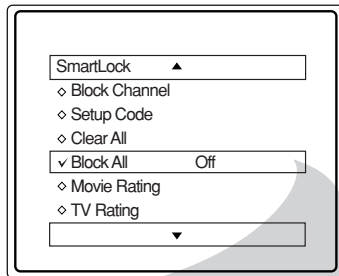 SmartLock ▲
◇ Block Channel
◇ Setup Code
◇ Clear All
✓ Block All Off
◇ Movie Rating
◇ TV Rating
▼